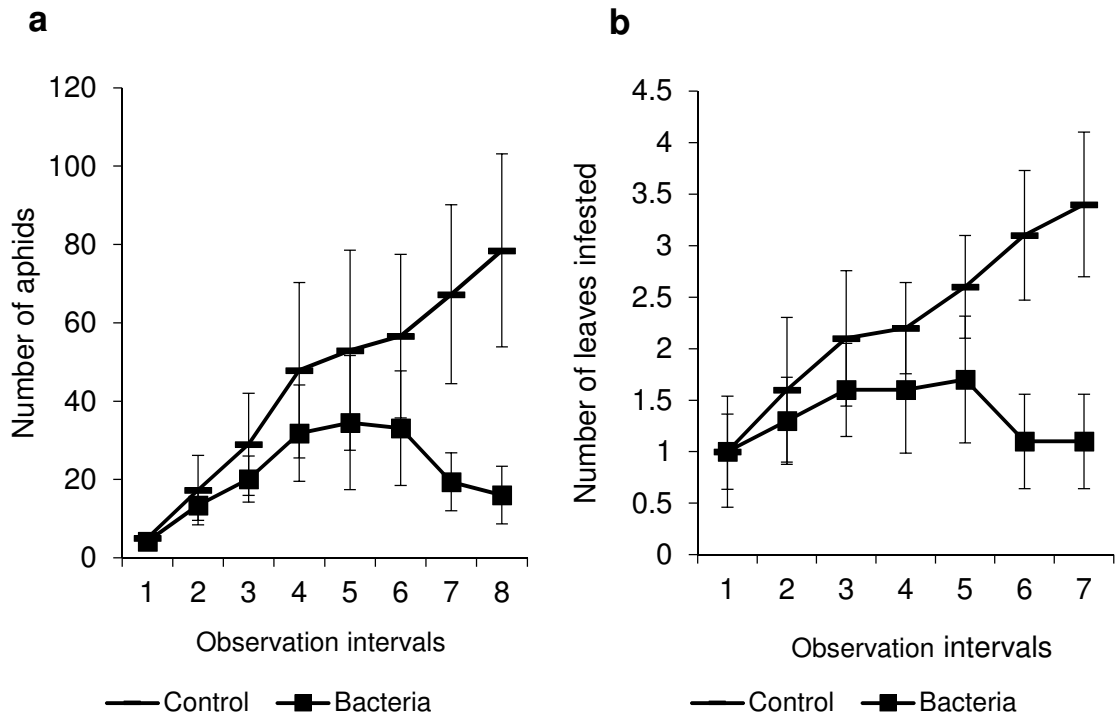 a
Number of aphids
120
100
80
60
40
20
0
1 2 3 4 5 6 7 8
Observation intervals
Control Bacteria
b
Number of leaves infested
4.5
4
3.5
3
2.5
2
1.5
1
0.5
0
1 2 3 4 5 6 7
Observation intervals
Control Bacteria